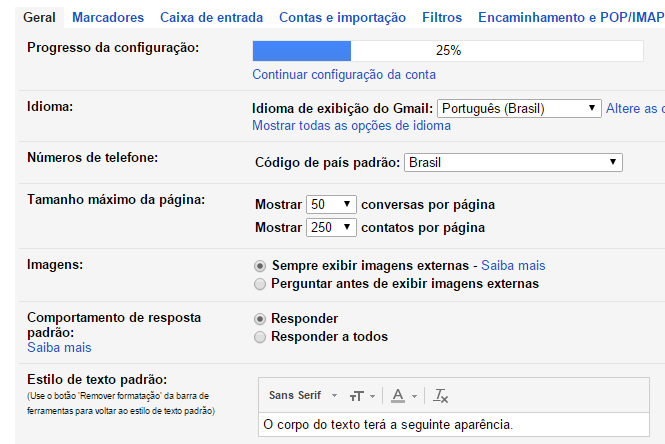 Geral Marcadores Caixa de entrada Contas e importação Filtros Encaminhamento e POP/IMAP
Progresso da configuração: 25%
Continuar configuração da conta
Idioma: Idioma de exibição do Gmail: Português (Brasil) Altere as
Mostrar todas as opções de idioma
Números de telefone: Código de país padrão: Brasil
Tamanho máximo da página: Mostrar 50 conversas por página
Mostrar 250 contatos por página
Imagens: Sempre exibir imagens externas - Saiba mais
Perguntar antes de exibir imagens externas
Comportamento de resposta padrão: Responder
Saiba mais Responder a todos
Estilo de texto padrão:
(Use o botão 'Remover formatação' da barra de
ferramentas para voltar ao estilo de texto padrão)
Sans Serif TT A Tx
O corpo do texto terá a seguinte aparência.